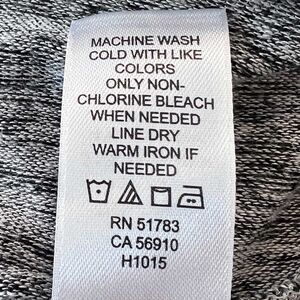 MACHINE WASH
COLD WITH LIKE
COLORS
ONLY NON-
CHLORINE BLEACH
WHEN NEEDED
LINE DRY
WARM IRON IF
NEEDED
RN 51783
CA 56910
H1015